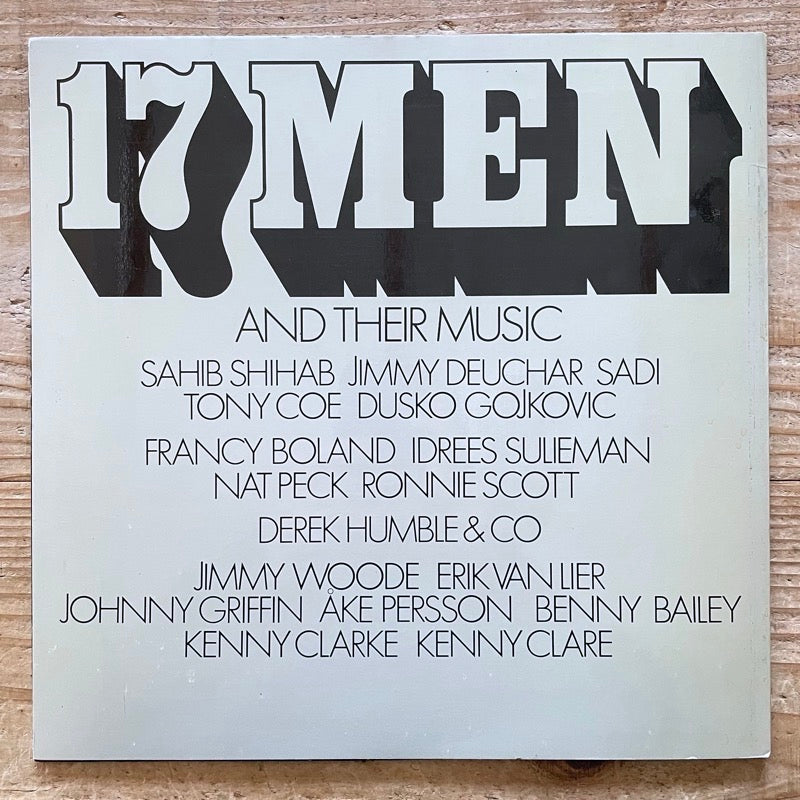 17 MEN
AND THEIR MUSIC
SAHIB SHIHAB JIMMY DEUCHAR SADI
TONY COE DUSKO GOJKOVIC
FRANCY BOLAND IDREES SULIEMAN
NAT PECK RONNIE SCOTT
DEREK HUMBLE & CO
JIMMY WOODE ERIK VAN LIER
JOHNNY GRIFFIN ÅKE PERSSON BENNY BAILEY
KENNY CLARKE KENNY CLARE